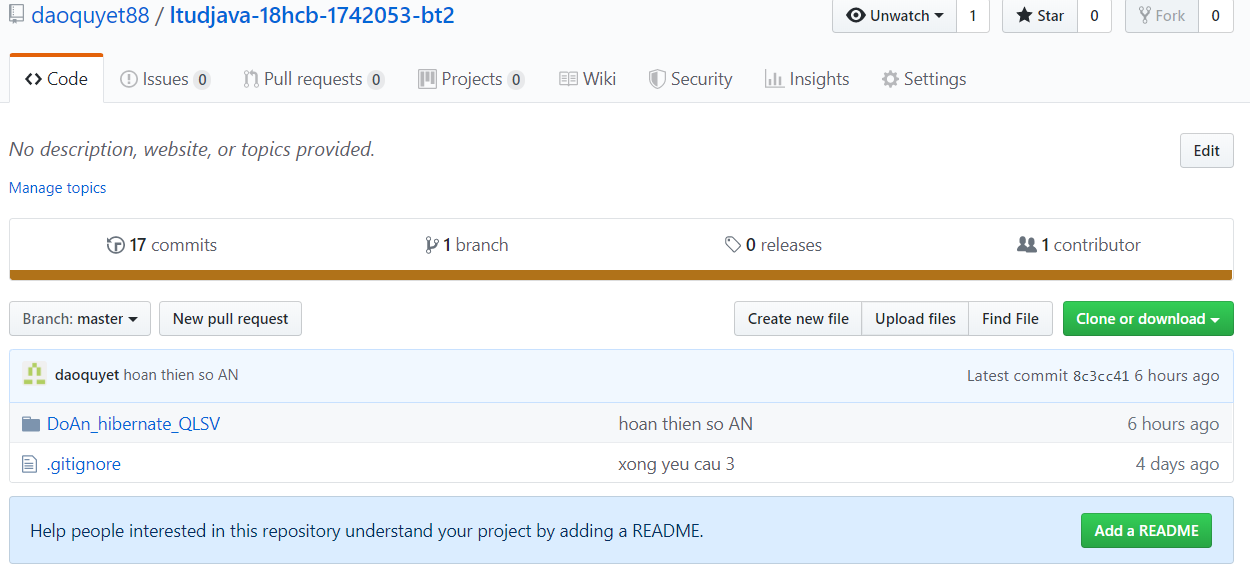 daoquyet88 / ltudjava-18hcb-1742053-bt2 Unwatch 1 Star 0 Fork 0
Code Issues 0 Pull requests 0 Projects 0 Wiki Security Insights Settings
No description, website, or topics provided. Edit
Manage topics
17 commits 1 branch 0 releases 1 contributor
Branch: master New pull request Create new file Upload files Find File Clone or download
daoquyet hoan thien so AN Latest commit 8c3cc41 6 hours ago
DoAn_hibernate_QLSV hoan thien so AN 6 hours ago
.gitignore xong yeu cau 3 4 days ago
Help people interested in this repository understand your project by adding a README. Add a README